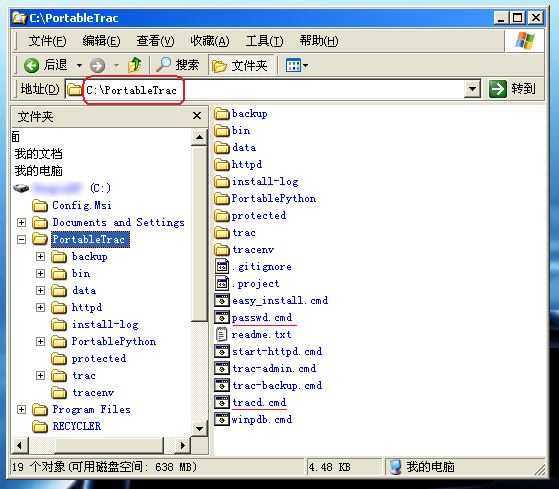 C:\PortableTrac
文件(F) 编辑(E) 查看(V) 收藏(A) 工具(T) 帮助(H)
后退 搜索 文件夹
地址(D) C:\PortableTrac 转到
文件夹
面
我的文档
我的电脑
(C:)
Config.Msi
Documents and Settings
PortableTrac
backup
bin
data
httpd
install-log
PortablePython
protected
trac
tracenv
Program Files
RECYCLER
backup
bin
data
httpd
install-log
PortablePython
protected
trac
tracenv
.gitignore
.project
easy_install.cmd
passwd.cmd
readme.txt
start-httpd.cmd
trac-admin.cmd
trac-backup.cmd
tracd.cmd
winpdb.cmd
19 个对象(可用磁盘空间: 638 MB) 4.48 KB 我的电脑